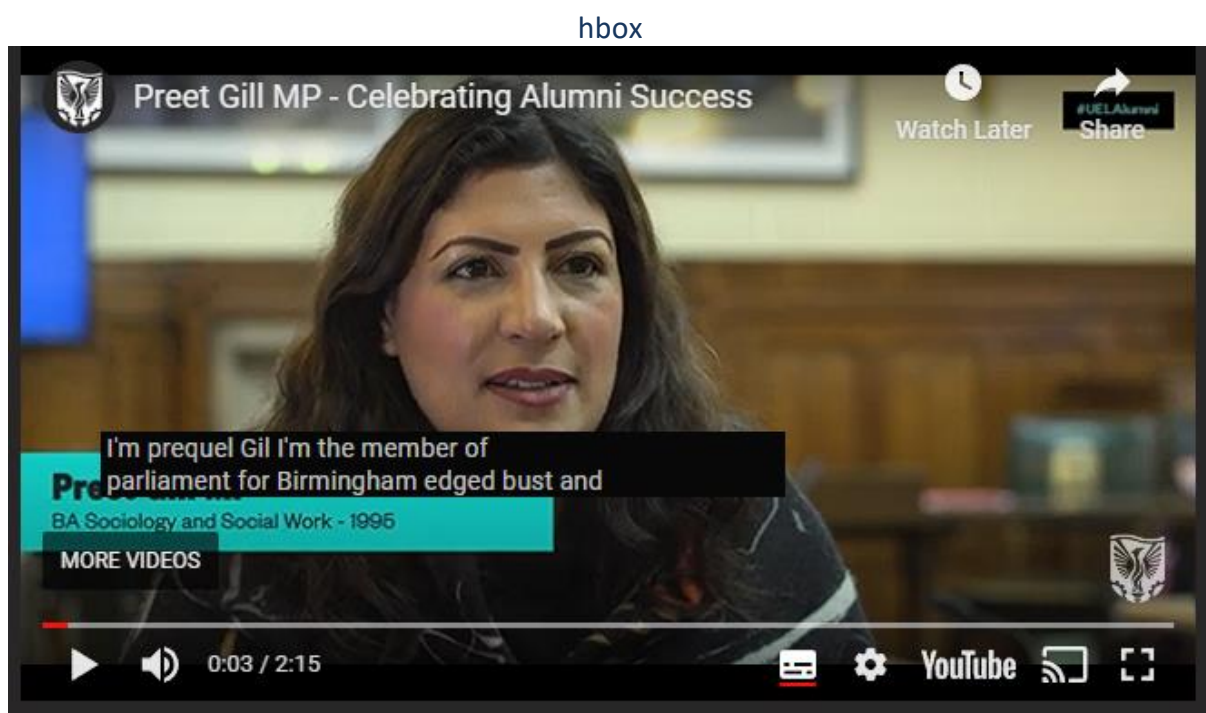 hbox
Preet Gill MP - Celebrating Alumni Success
Watch Later
#UELAlumni
Share
I'm prequel Gil I'm the member of
parliament for Birmingham edged bust and
BA Sociology and Social Work - 1995
MORE VIDEOS
0:03 / 2:15
YouTube